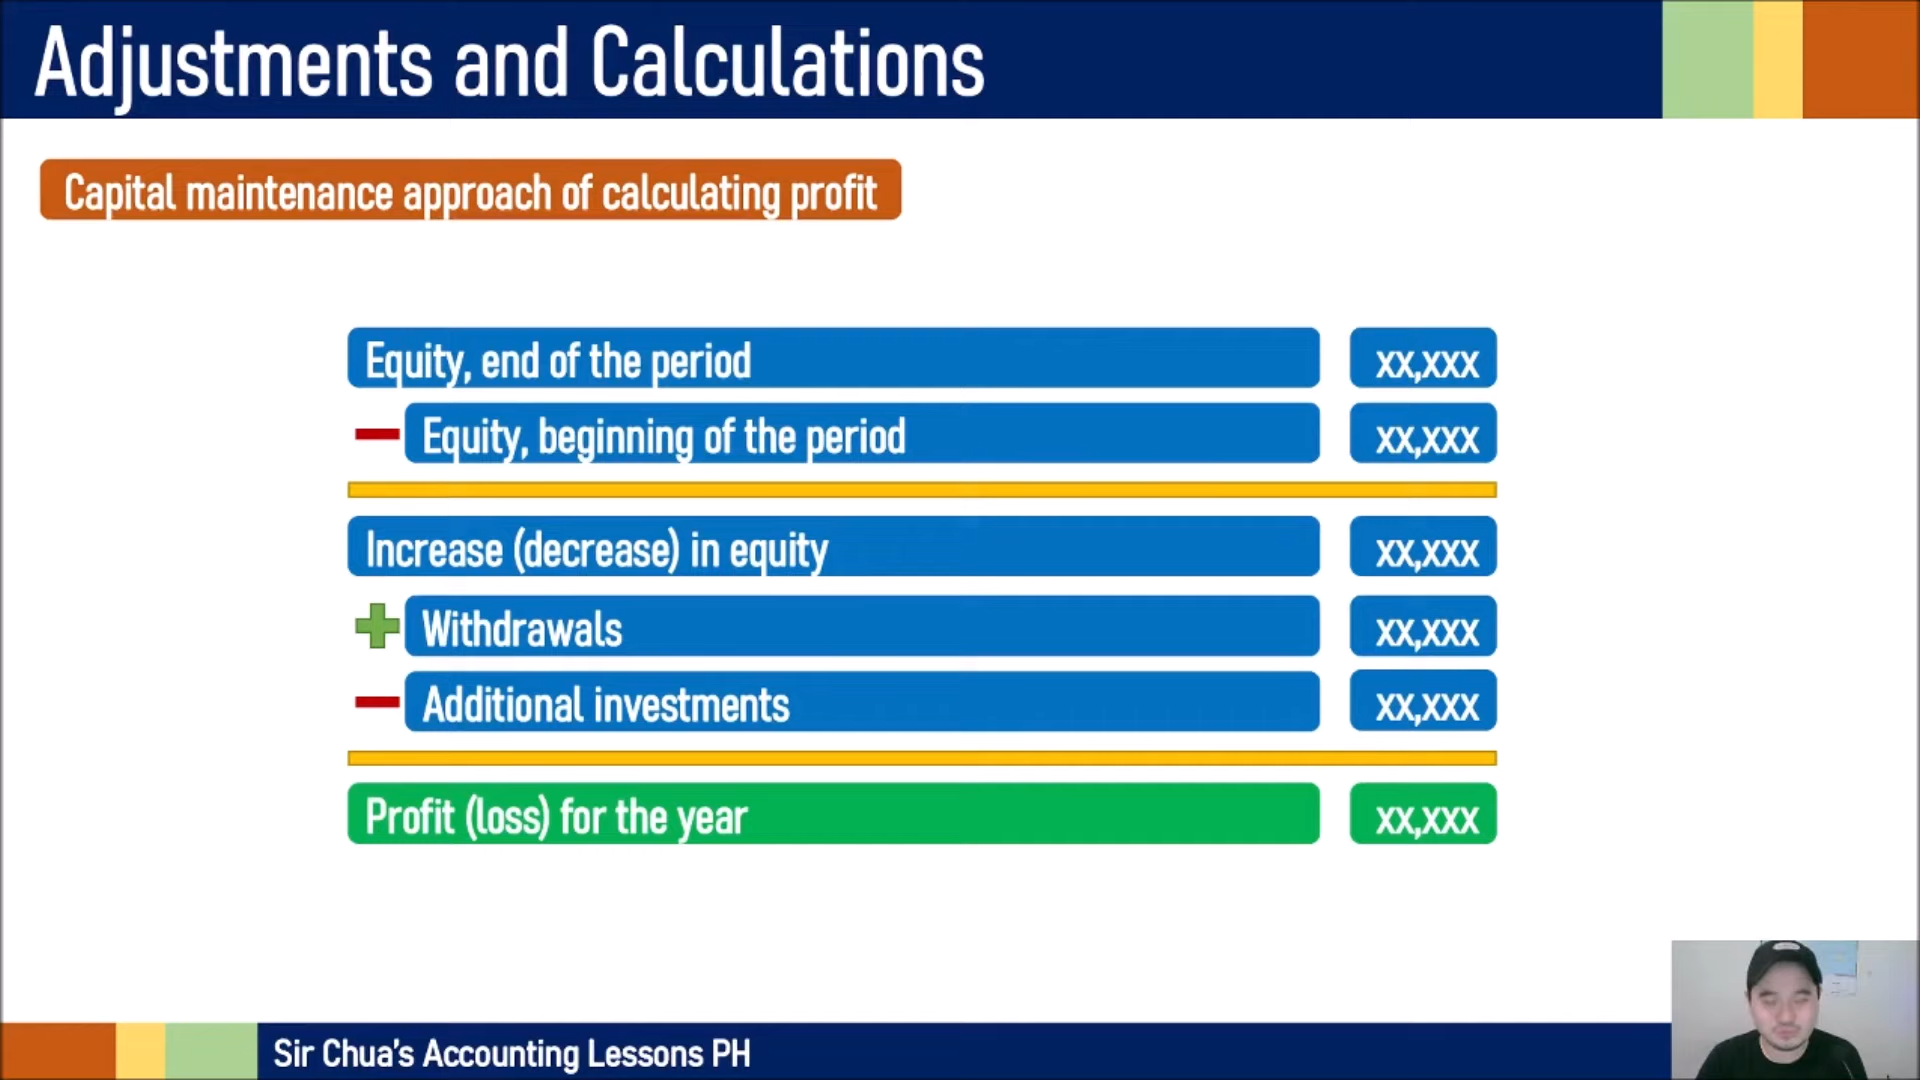 Adjustments and Calculations
Capital maintenance approach of calculating profit
Equity, end of the period xx,xxx
Equity, beginning of the period xx,xxx
Increase (decrease) in equity xx,xxx
Withdrawals xx,xxx
Additional investments xx,xxx
Profit (loss) for the year xx,xxx
Sir Chua's Accounting Lessons PH